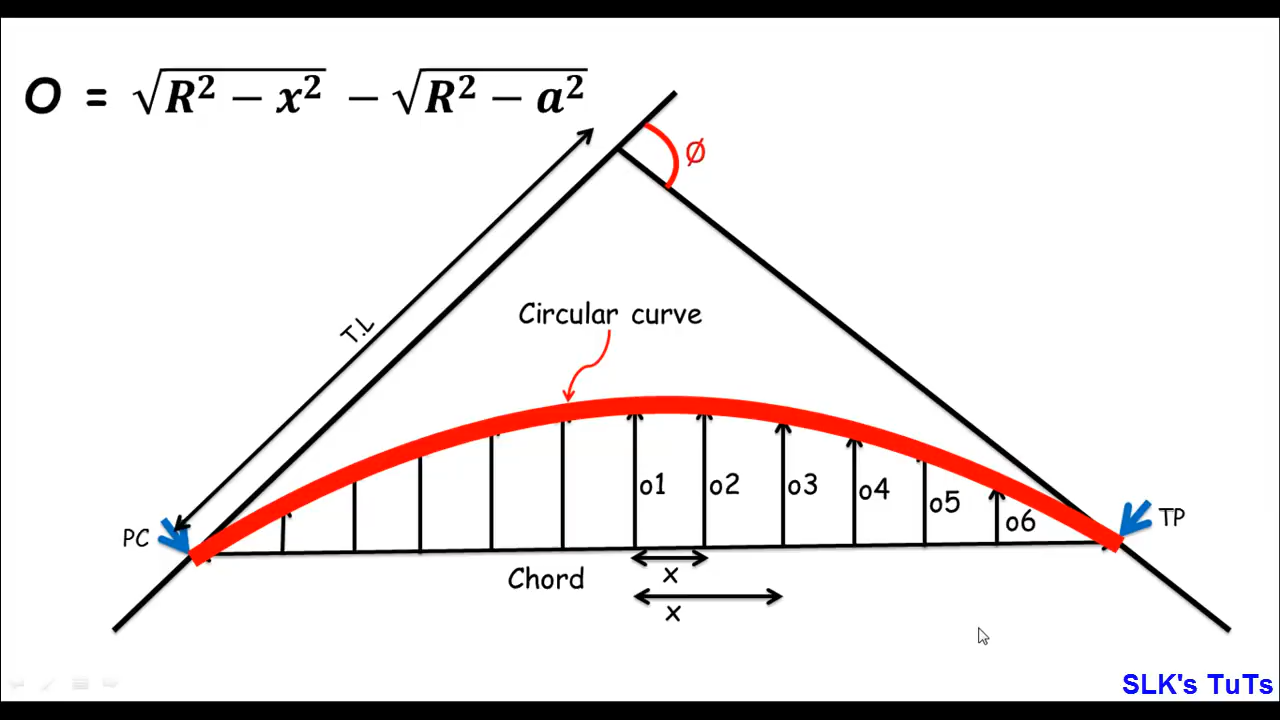 O = √R² − x² − √R² − a²
Ø
T.L
Circular curve
o1 o2 o3 o4 o5 o6
PC
TP
Chord
x
x
SLK's TuTs